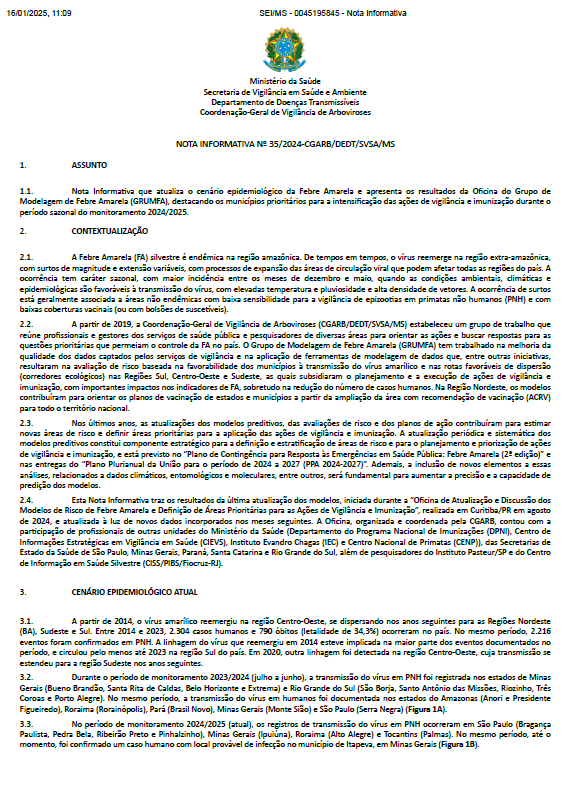 16/01/2025, 11:09
SEI/MS - 0045195845 - Nota Informativa
Ministério da Saúde
Secretaria de Vigilância em Saúde e Ambiente
Departamento de Doenças Transmissíveis
Coordenação-Geral de Vigilância de Arboviroses
NOTA INFORMATIVA Nº 35/2024-CGARB/DEDT/SVSA/MS
1. ASSUNTO
1.1. Nota Informativa que atualiza o cenário epidemiológico da Febre Amarela e apresenta os resultados da Oficina do Grupo de
Modelagem de Febre Amarela (GRUMFA), destacando os municípios prioritários para a intensificação das ações de vigilância e imunização durante o
período sazonal do monitoramento 2024/2025.
2. CONTEXTUALIZAÇÃO
2.1. A Febre Amarela (FA) silvestre é endêmica na região amazônica. De tempos em tempos, o vírus reemerge na região extra-amazônica,
com surtos de magnitude e extensão variáveis, com processos de expansão das áreas de circulação viral que podem afetar todas as regiões do país. A
ocorrência tem caráter sazonal, com maior incidência entre os meses de dezembro e maio, quando as condições ambientais, climáticas e
epidemiológicas são favoráveis à transmissão do vírus, com elevadas temperatura e pluviosidade e alta densidade de vetores. A ocorrência de surtos
está geralmente associada a áreas não endêmicas com baixa sensibilidade para a vigilância de epizootias em primatas não humanos (PNH) e com
baixas coberturas vacinais (ou com bolsões de suscetíveis).
2.2. A partir de 2019, a Coordenação-Geral de Vigilância de Arboviroses (CGARB/DEDT/SVSA/MS) estabeleceu um grupo de trabalho que
reúne profissionais e gestores dos serviços de saúde pública e pesquisadores de diversas áreas para orientar as ações e buscar respostas para as
questões prioritárias que permeiam o controle da FA no país. O Grupo de Modelagem de Febre Amarela (GRUMFA) tem trabalhado na melhoria da
qualidade dos dados captados pelos serviços de vigilância e na aplicação de ferramentas de modelagem de dados que, entre outras iniciativas,
resultaram na avaliação de risco baseada na favorabilidade dos municípios à transmissão do vírus amarílico e nas rotas favoráveis de dispersão
(corredores ecológicos) nas Regiões Sul, Centro-Oeste e Sudeste, as quais subsidiaram o planejamento e a execução de ações de vigilância e
imunização, com importantes impactos nos indicadores de FA, sobretudo na redução do número de casos humanos. Na Região Nordeste, os modelos
contribuíram para orientar os planos de vacinação de estados e municípios a partir da ampliação da área com recomendação de vacinação (ACRV)
para todo o território nacional.
2.3. Nos últimos anos, as atualizações dos modelos preditivos, das avaliações de risco e dos planos de ação contribuíram para estimar
novas áreas de risco e definir áreas prioritárias para a aplicação das ações de vigilância e imunização. A atualização periódica e sistemática dos
modelos preditivos constitui componente estratégico para a definição e estratificação de áreas de risco e para o planejamento e priorização de ações
de vigilância e imunização, e está previsto no "Plano de Contingência para Resposta às Emergências em Saúde Pública: Febre Amarela (2ª edição)" e
nas entregas do "Plano Plurianual da União para o período de 2024 a 2027 (PPA 2024-2027)". Ademais, a inclusão de novos elementos a essas
análises, relacionados a dados climáticos, entomológicos e moleculares, entre outros, será fundamental para aumentar a precisão e a capacidade de
predição dos modelos.
2.4. Esta Nota Informativa traz os resultados da última atualização dos modelos, iniciada durante a "Oficina de Atualização e Discussão dos
Modelos de Risco de Febre Amarela e Definição de Áreas Prioritárias para as Ações de Vigilância e Imunização", realizada em Curitiba/PR em agosto
de 2024, e atualizada à luz de novos dados incorporados nos meses seguintes. A Oficina, organizada e coordenada pela CGARB, contou com a
participação de profissionais de outras unidades do Ministério da Saúde (Departamento do Programa Nacional de Imunizações (DPNI), Centro de
Informações Estratégicas em Vigilância em Saúde (CIEVS), Instituto Evandro Chagas (IEC) e Centro Nacional de Primatas (CENP)), das Secretarias de
Estado da Saúde de São Paulo, Minas Gerais, Paraná, Santa Catarina e Rio Grande do Sul, além de pesquisadores do Instituto Pasteur/SP e do Centro
de Informação em Saúde Silvestre (CISS/PIBS/Fiocruz-RJ).
3. CENÁRIO EPIDEMIOLÓGICO ATUAL
3.1. A partir de 2014, o vírus amarílico reemergiu na região Centro-Oeste, se dispersando nos anos seguintes para as Regiões Nordeste
(BA), Sudeste e Sul. Entre 2014 e 2023, 2.304 casos humanos e 790 óbitos (letalidade de 34,3%) ocorreram no país. No mesmo período, 2.216
eventos foram confirmados em PNH. A linhagem do vírus que reemergiu em 2014 esteve implicada na maior parte dos eventos documentados no
período, e circulou pelo menos até 2023 na região Sul do país. Em 2020, outra linhagem foi detectada na região Centro-Oeste, cuja transmissão se
estendeu para a região Sudeste nos anos seguintes.
3.2. Durante o período de monitoramento 2023/2024 (julho a junho), a transmissão do vírus em PNH foi registrada nos estados de Minas
Gerais (Bueno Brandão, Santa Rita de Caldas, Belo Horizonte e Extrema) e Rio Grande do Sul (São Borja, Santo Antônio das Missões, Riozinho, Três
Coroas e Porto Alegre). No mesmo período, a transmissão do vírus em humanos foi documentada nos estados do Amazonas (Anori e Presidente
Figueiredo), Roraima (Rorainópolis), Pará (Brasil Novo), Minas Gerais (Monte Sião) e São Paulo (Serra Negra) (Figura 1A).
3.3. No período de monitoramento 2024/2025 (atual), os registros de transmissão do vírus em PNH ocorreram em São Paulo (Bragança
Paulista, Pedra Bela, Ribeirão Preto e Pinhalzinho), Minas Gerais (Ipuiúna), Roraima (Alto Alegre) e Tocantins (Palmas). No mesmo período, até o
momento, foi confirmado um caso humano com local provável de infecção no município de Itapeva, em Minas Gerais (Figura 1B).